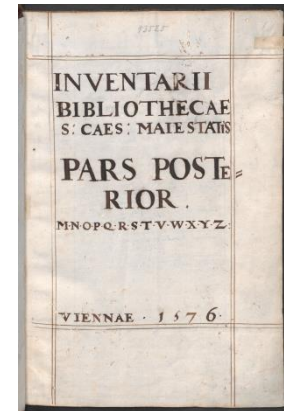 INVENTARII
BIBLIOTHECAE
S: CAES: MAIESTATIS
PARS POSTE=
RIOR.
M·N·O·P·Q·R·S·T·V·W·X·Y·Z·
VIENNAE · 1576·